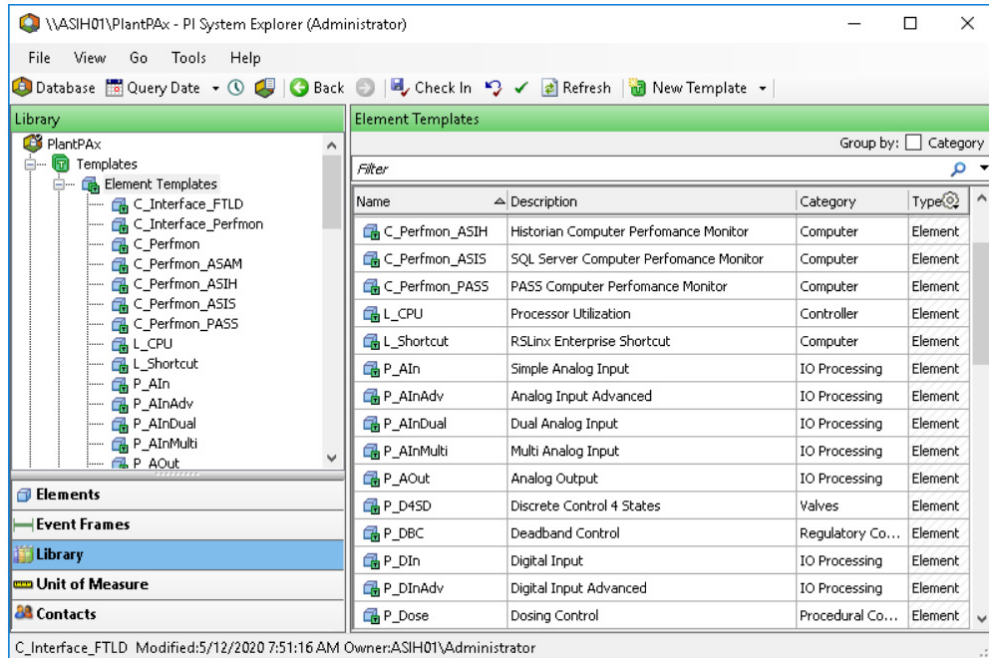 \\ASIH01\PlantPAx - PI System Explorer (Administrator)
File View Go Tools Help
Database Query Date Back Check In Refresh New Template
Library
PlantPAx
Templates
Element Templates
C_Interface_FTLD
C_Interface_Perfmon
C_Perfmon
C_Perfmon_ASAM
C_Perfmon_ASIH
C_Perfmon_ASIS
C_Perfmon_PASS
L_CPU
L_Shortcut
P_AIn
P_AInAdv
P_AInDual
P_AInMulti
P_AOut
Elements
Event Frames
Library
Unit of Measure
Contacts
Element Templates
Group by: Category
Filter
Name Description Category Type
C_Perfmon_ASIH Historian Computer Perfomance Monitor Computer Element
C_Perfmon_ASIS SQL Server Computer Perfomance Monitor Computer Element
C_Perfmon_PASS PASS Computer Perfomance Monitor Computer Element
L_CPU Processor Utilization Controller Element
L_Shortcut RSLinx Enterprise Shortcut Computer Element
P_AIn Simple Analog Input IO Processing Element
P_AInAdv Analog Input Advanced IO Processing Element
P_AInDual Dual Analog Input IO Processing Element
P_AInMulti Multi Analog Input IO Processing Element
P_AOut Analog Output IO Processing Element
P_D4SD Discrete Control 4 States Valves Element
P_DBC Deadband Control Regulatory Co... Element
P_DIn Digital Input IO Processing Element
P_DInAdv Digital Input Advanced IO Processing Element
P_Dose Dosing Control Procedural Co... Element
C_Interface_FTLD Modified:5/12/2020 7:51:16 AM Owner:ASIH01\Administrator